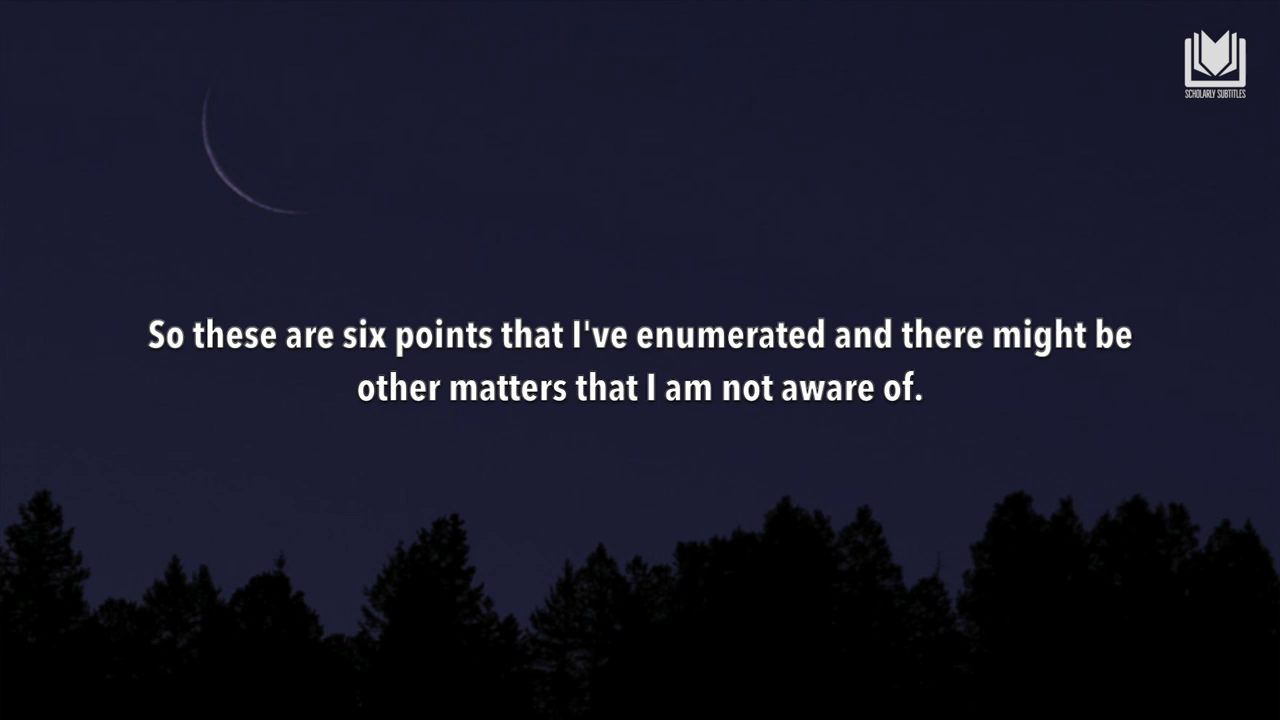 SCHOLARLY SUBTITLES
So these are six points that I've enumerated and there might be
other matters that I am not aware of.